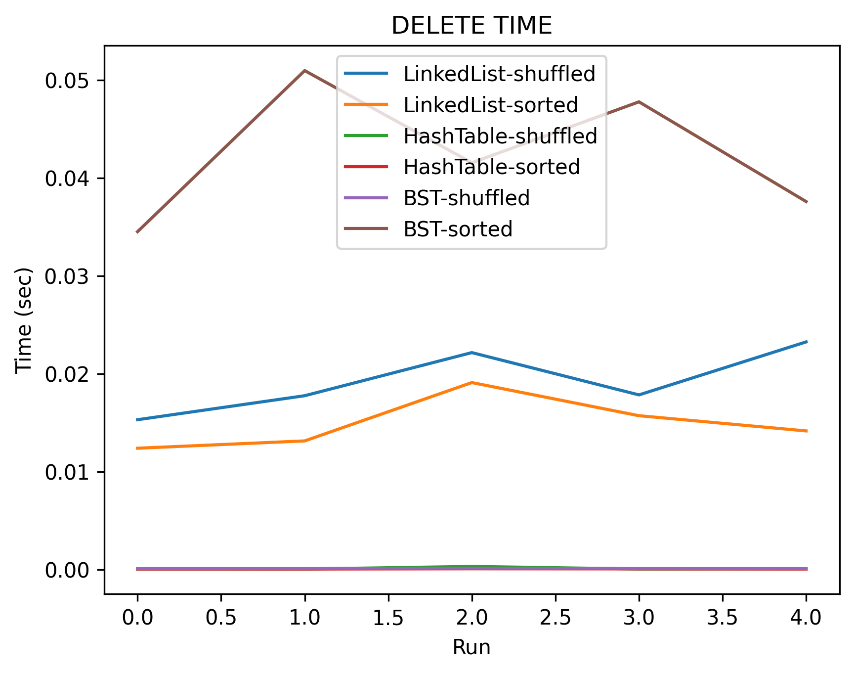 DELETE TIME
LinkedList-shuffled
LinkedList-sorted
HashTable-shuffled
HashTable-sorted
BST-shuffled
BST-sorted
Time (sec)
0.05
0.04
0.03
0.02
0.01
0.00
0.0 0.5 1.0 1.5 2.0 2.5 3.0 3.5 4.0
Run